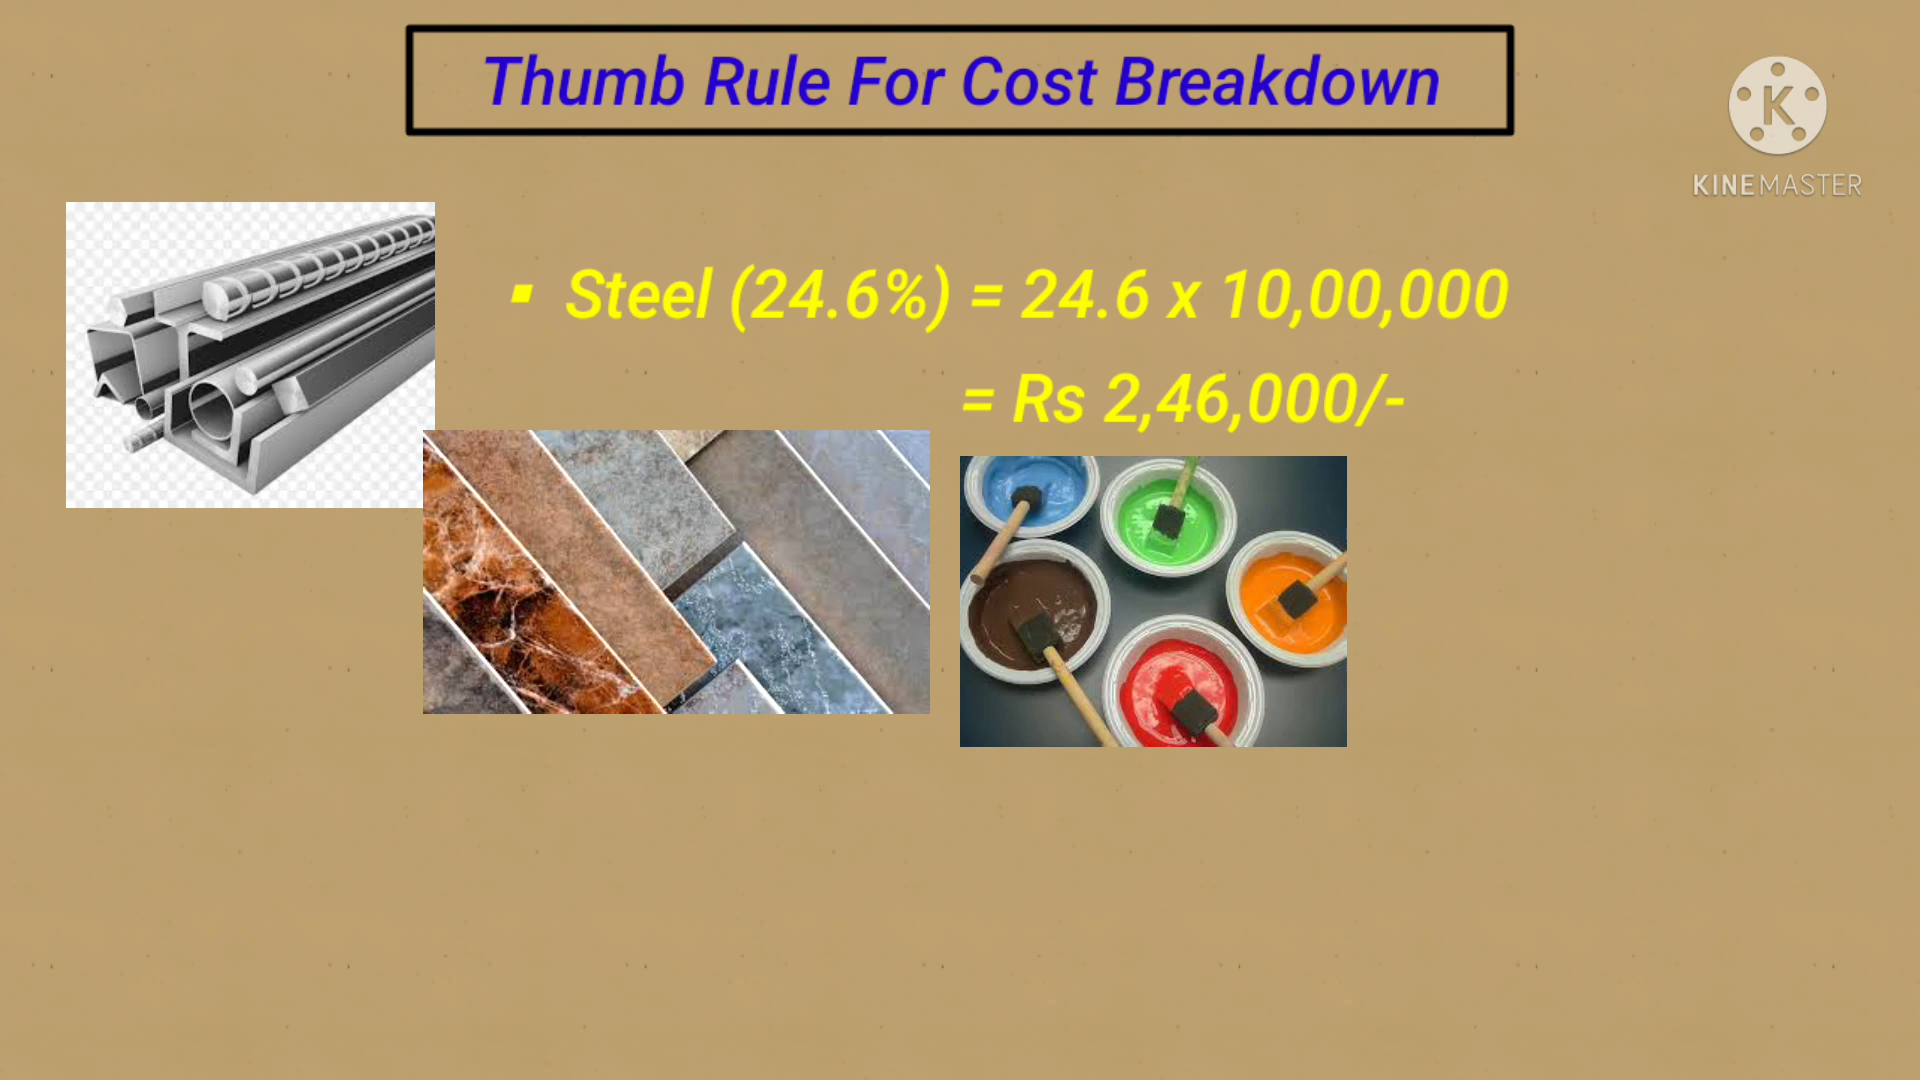 Thumb Rule For Cost Breakdown
K
KINEMASTER
▪ Steel (24.6%) = 24.6 x 10,00,000
= Rs 2,46,000/-